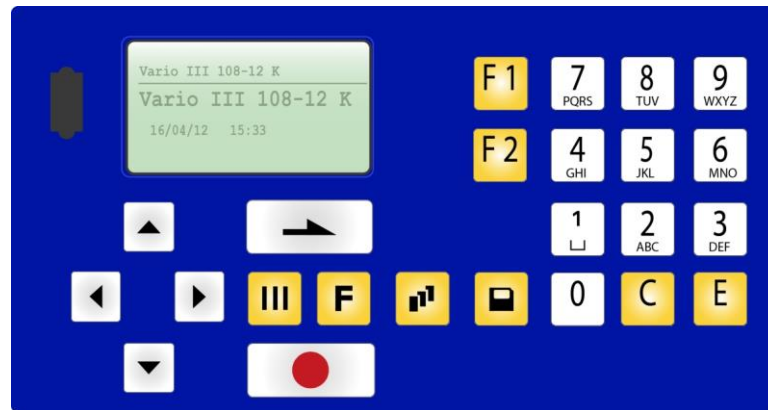 Vario III 108-12 K
Vario III 108-12 K
16/04/12 15:33
F1
7
PQRS
8
TUV
9
WXYZ
F2
4
GHI
5
JKL
6
MNO
1
2
ABC
3
DEF
III
F
0
C
E